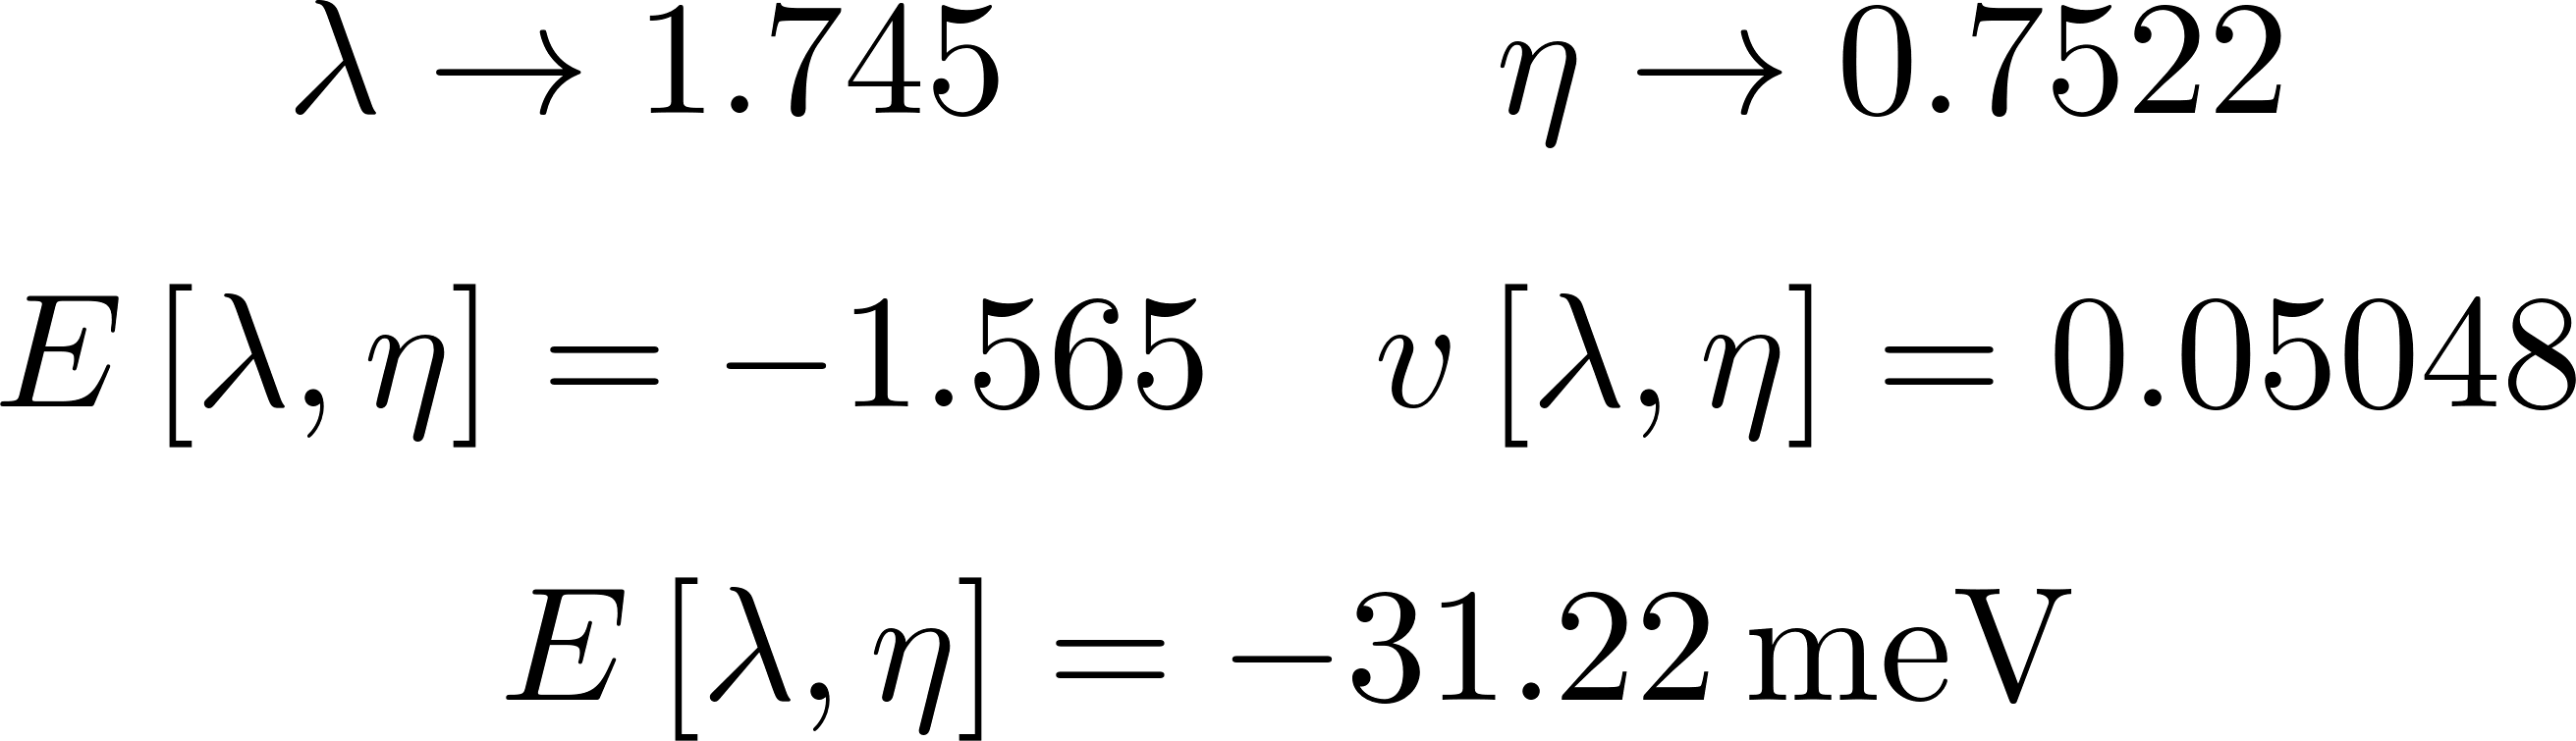 λ → 1.745 η → 0.7522
E [λ, η] = −1.565 v [λ, η] = 0.05048
E [λ, η] = −31.22 meV